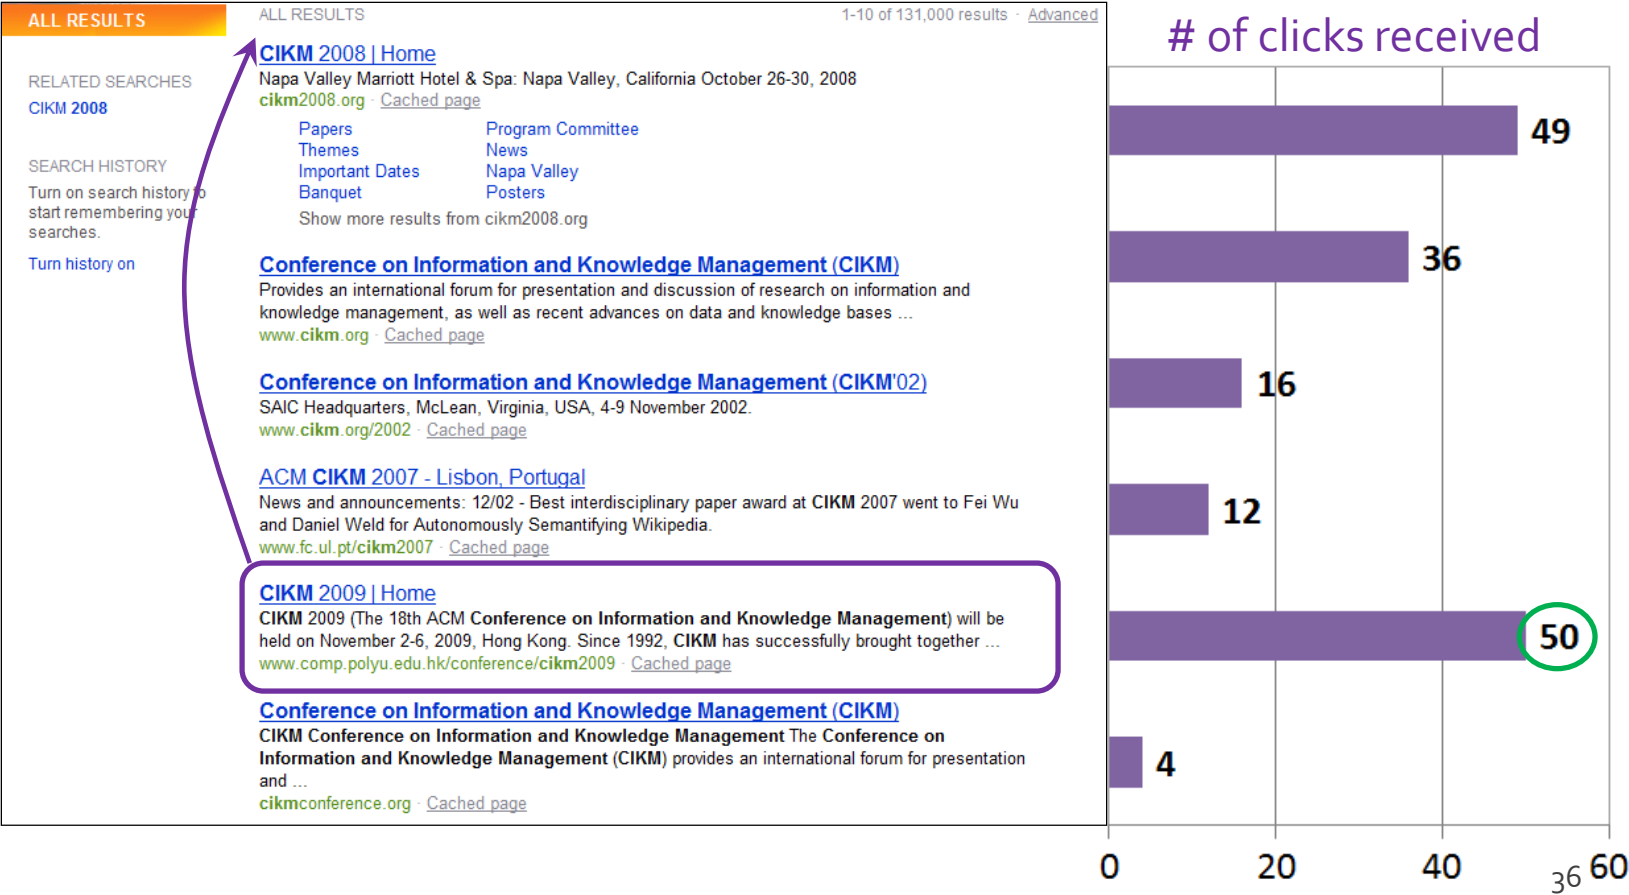 ALL RESULTS
RELATED SEARCHES
CIKM 2008
SEARCH HISTORY
Turn on search history to
start remembering your
searches.
Turn history on
ALL RESULTS
1-10 of 131,000 results · Advanced
CIKM 2008 | Home
Napa Valley Marriott Hotel & Spa: Napa Valley, California October 26-30, 2008
cikm2008.org · Cached page
Papers Program Committee
Themes News
Important Dates Napa Valley
Banquet Posters
Show more results from cikm2008.org
Conference on Information and Knowledge Management (CIKM)
Provides an international forum for presentation and discussion of research on information and
knowledge management, as well as recent advances on data and knowledge bases ...
www.cikm.org · Cached page
Conference on Information and Knowledge Management (CIKM'02)
SAIC Headquarters, McLean, Virginia, USA, 4-9 November 2002.
www.cikm.org/2002 · Cached page
ACM CIKM 2007 - Lisbon, Portugal
News and announcements: 12/02 - Best interdisciplinary paper award at CIKM 2007 went to Fei Wu
and Daniel Weld for Autonomously Semantifying Wikipedia.
www.fc.ul.pt/cikm2007 · Cached page
CIKM 2009 | Home
CIKM 2009 (The 18th ACM Conference on Information and Knowledge Management) will be
held on November 2-6, 2009, Hong Kong. Since 1992, CIKM has successfully brought together ...
www.comp.polyu.edu.hk/conference/cikm2009 · Cached page
Conference on Information and Knowledge Management (CIKM)
CIKM Conference on Information and Knowledge Management The Conference on
Information and Knowledge Management (CIKM) provides an international forum for presentation
and ...
cikmconference.org · Cached page
# of clicks received
49
36
16
12
50
4
0 20 40 60
36